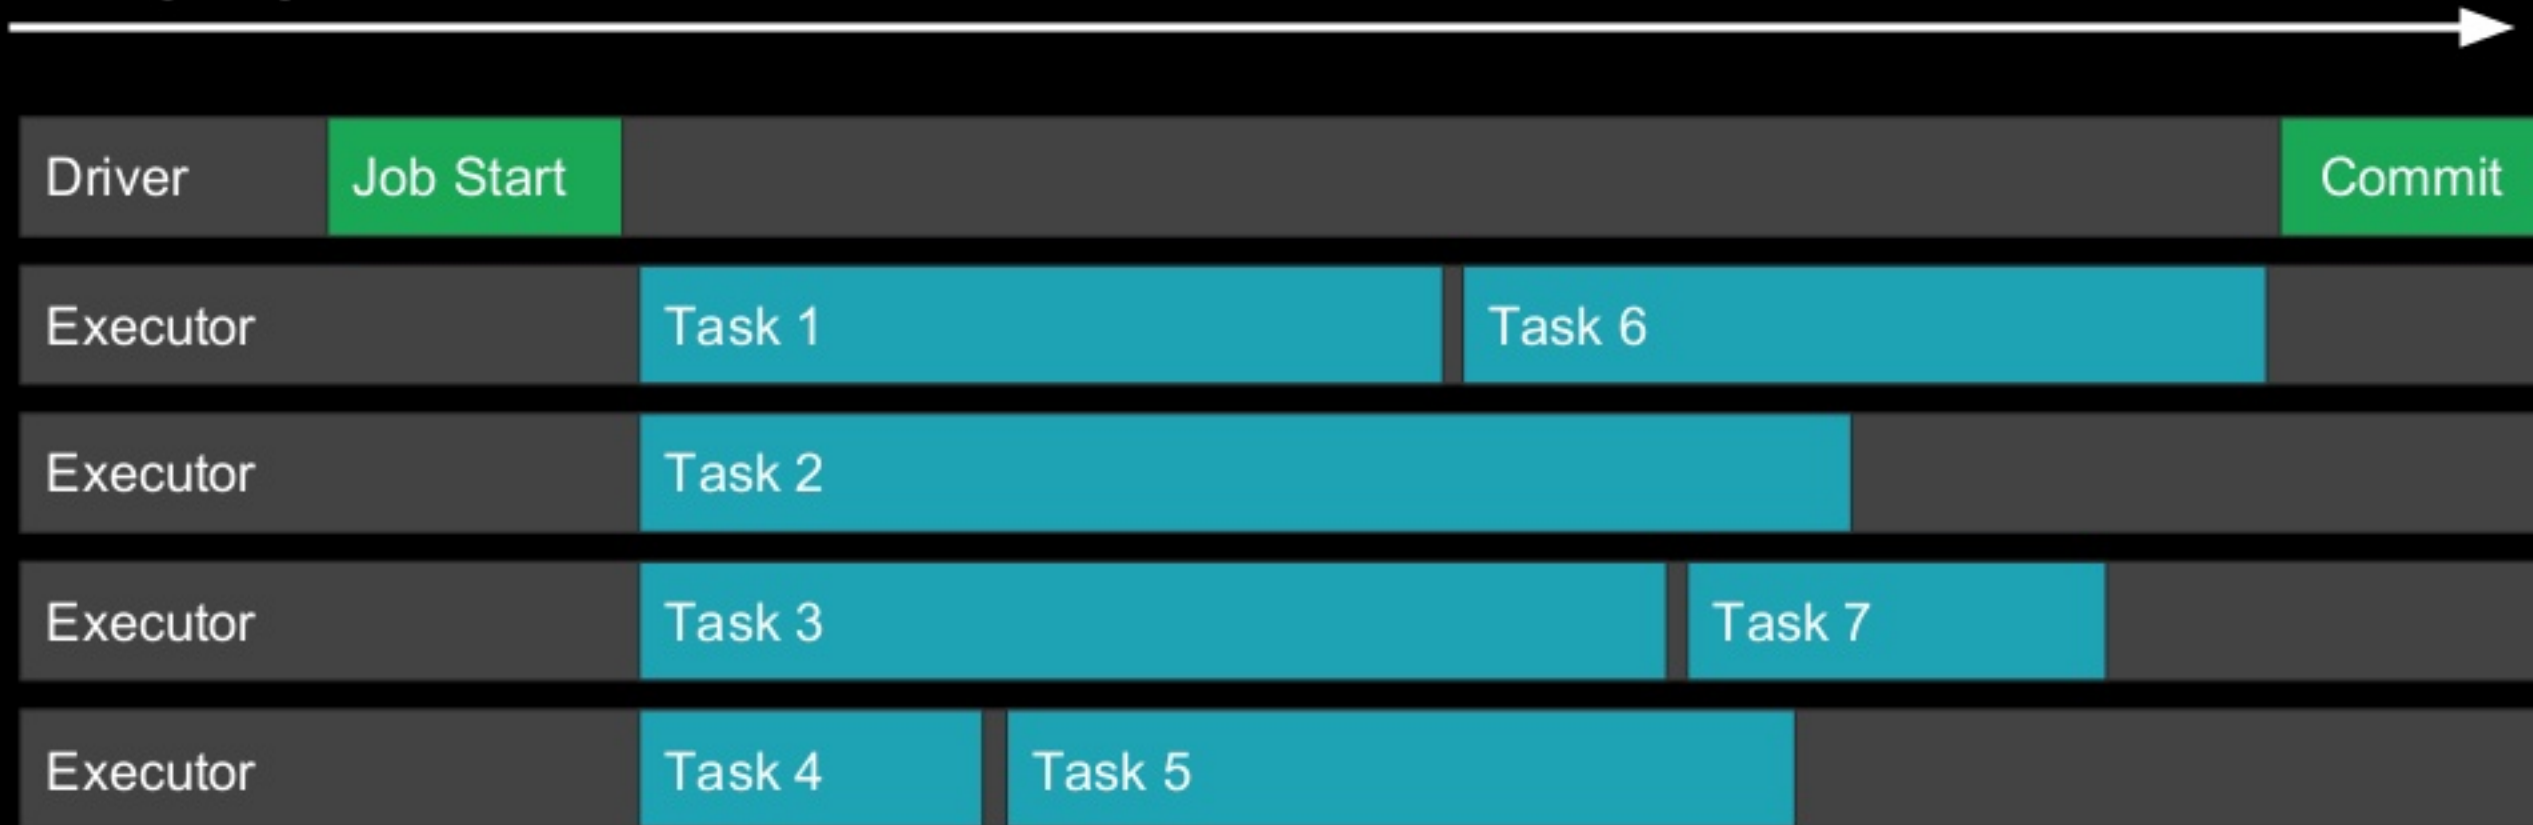 Driver Job Start Commit
Executor Task 1 Task 6
Executor Task 2
Executor Task 3 Task 7
Executor Task 4 Task 5